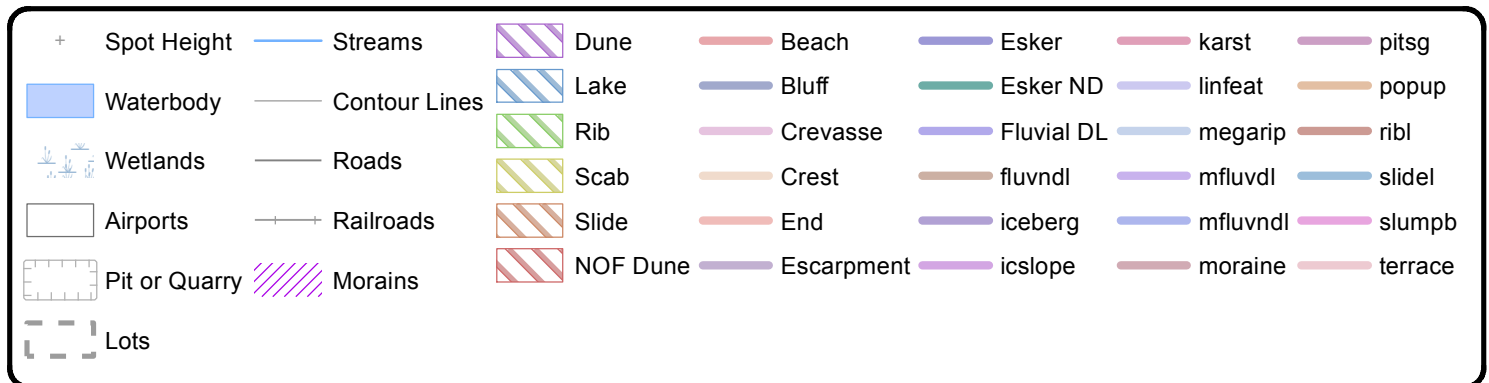 Spot Height
Waterbody
Wetlands
Airports
Pit or Quarry
Lots
Streams
Contour Lines
Roads
Railroads
Morains
Dune
Lake
Rib
Scab
Slide
NOF Dune
Beach
Bluff
Crevasse
Crest
End
Escarpment
Esker
Esker ND
Fluvial DL
fluvndl
iceberg
icslope
karst
linfeat
megarip
mfluvdl
mfluvndl
moraine
pitsg
popup
ribl
slidel
slumpb
terrace